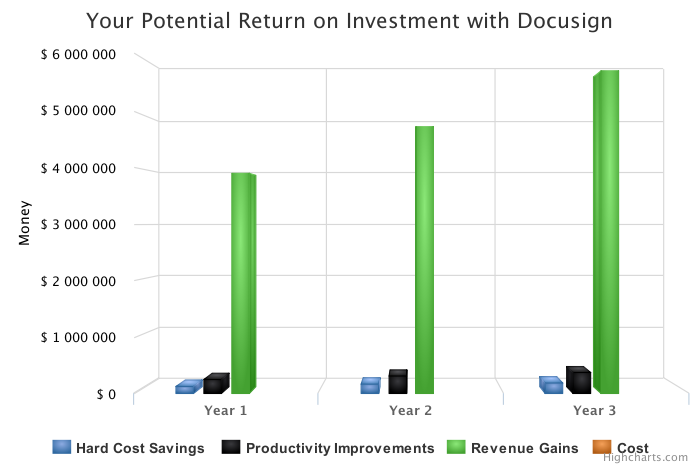 Your Potential Return on Investment with Docusign
$ 6 000 000
$ 5 000 000
$ 4 000 000
$ 3 000 000
$ 2 000 000
$ 1 000 000
$ 0
Money
Year 1
Year 2
Year 3
Hard Cost Savings
Productivity Improvements
Revenue Gains
Cost
Highcharts.com